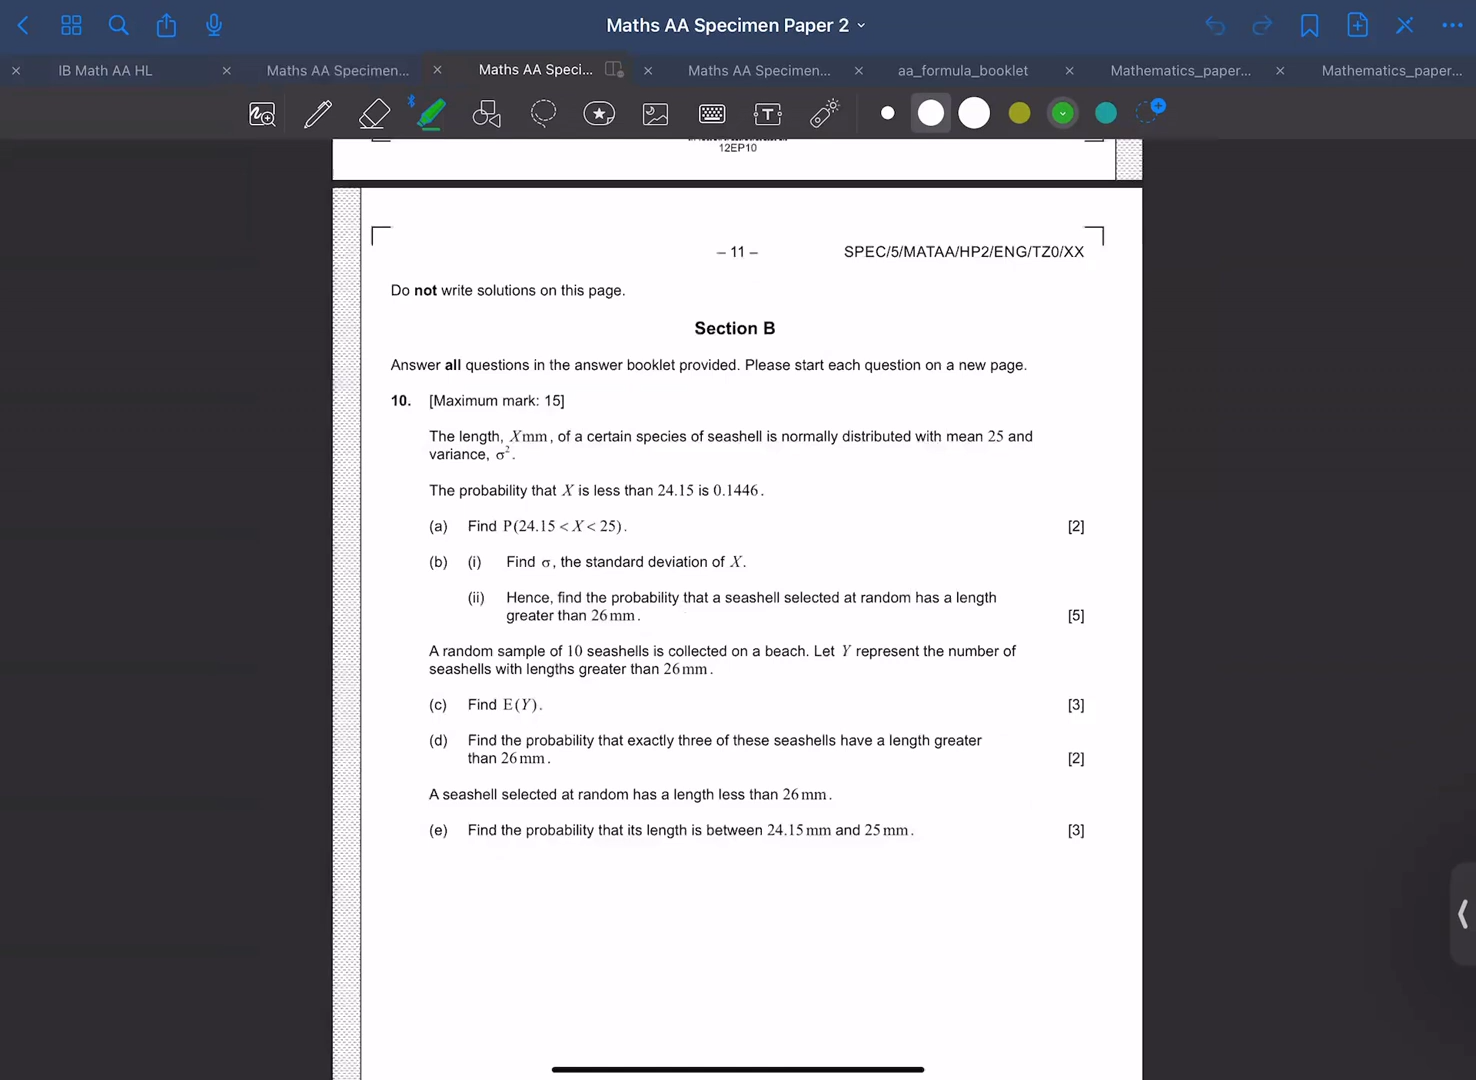 Maths AA Specimen Paper 2
IB Math AA HL
Maths AA Specimen...
Maths AA Speci...
Maths AA Specimen...
aa_formula_booklet
Mathematics_paper...
Mathematics_paper...
12EP10
– 11 –
SPEC/5/MATAA/HP2/ENG/TZ0/XX
Do not write solutions on this page.
Section B
Answer all questions in the answer booklet provided. Please start each question on a new page.
10. [Maximum mark: 15]
The length, X mm, of a certain species of seashell is normally distributed with mean 25 and
variance, σ².
The probability that X is less than 24.15 is 0.1446.
(a) Find P(24.15 < X < 25). [2]
(b) (i) Find σ, the standard deviation of X.
(ii) Hence, find the probability that a seashell selected at random has a length
greater than 26 mm. [5]
A random sample of 10 seashells is collected on a beach. Let Y represent the number of
seashells with lengths greater than 26 mm.
(c) Find E(Y). [3]
(d) Find the probability that exactly three of these seashells have a length greater
than 26 mm. [2]
A seashell selected at random has a length less than 26 mm.
(e) Find the probability that its length is between 24.15 mm and 25 mm. [3]